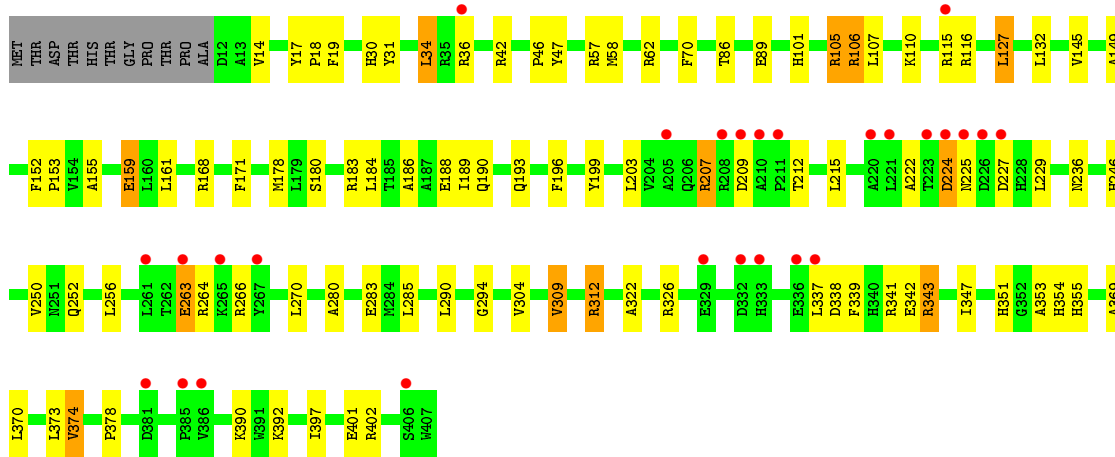 MET THR ASP THR HIS THR GLY PRO THR PRO ALA D12 A13 V14 Y17 P18 F19 H30 Y31 L34 R35 R36 R42 P46 Y47 R57 M58 R62 F70 T86 E89 H101 R105 R106 L107 K110 R115 R116 L127 L132 V145 A149
F152 P153 V154 A155 E159 L160 L161 R168 F171 M178 L179 S180 R183 L184 T185 A186 A187 E188 I189 Q190 Q193 F196 Y199 L203 V204 A205 Q206 R207 R208 D209 A210 P211 T212 L215 A220 L221 A222 T223 D224 N225 D226 D227 H228 L229 N236 H246
V250 N251 Q252 L256 L261 T262 E263 R264 K265 R266 Y267 L270 A280 E283 M284 L285 L290 G294 V304 V309 R312 A322 R326 E329 D332 H333 E336 L337 D338 F339 H340 R341 E342 R343 I347 H351 G352 A353 H354 H355
L370 L373 V374 P378 D381 P385 V386 K390 W391 K392 I397 E401 R402 S406 W407